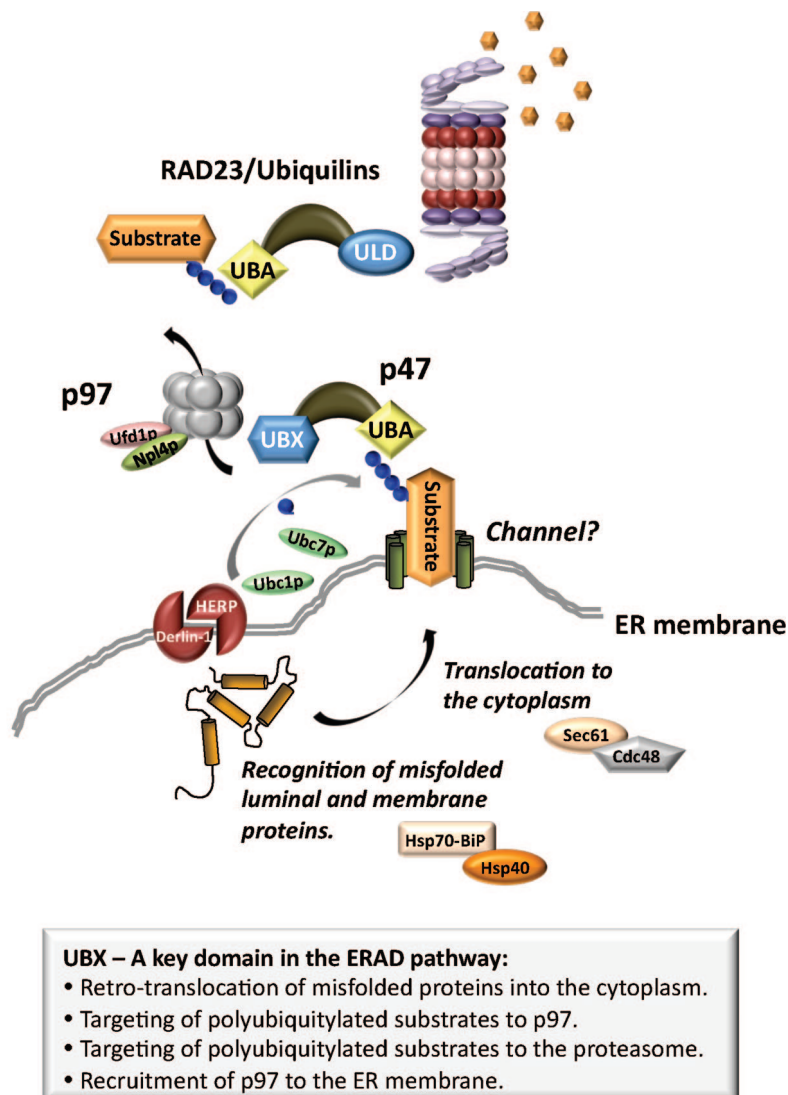 RAD23/Ubiquilins
Substrate
UBA
ULD
p97
p47
Ufd1p
Npl4p
UBX
UBA
Substrate
Channel?
Ubc7p
Ubc1p
HERP
Derlin-1
ER membrane
Translocation to
the cytoplasm
Sec61
Cdc48
Recognition of misfolded
luminal and membrane
proteins.
Hsp70-BiP
Hsp40
UBX – A key domain in the ERAD pathway:
• Retro-translocation of misfolded proteins into the cytoplasm.
• Targeting of polyubiquitylated substrates to p97.
• Targeting of polyubiquitylated substrates to the proteasome.
• Recruitment of p97 to the ER membrane.